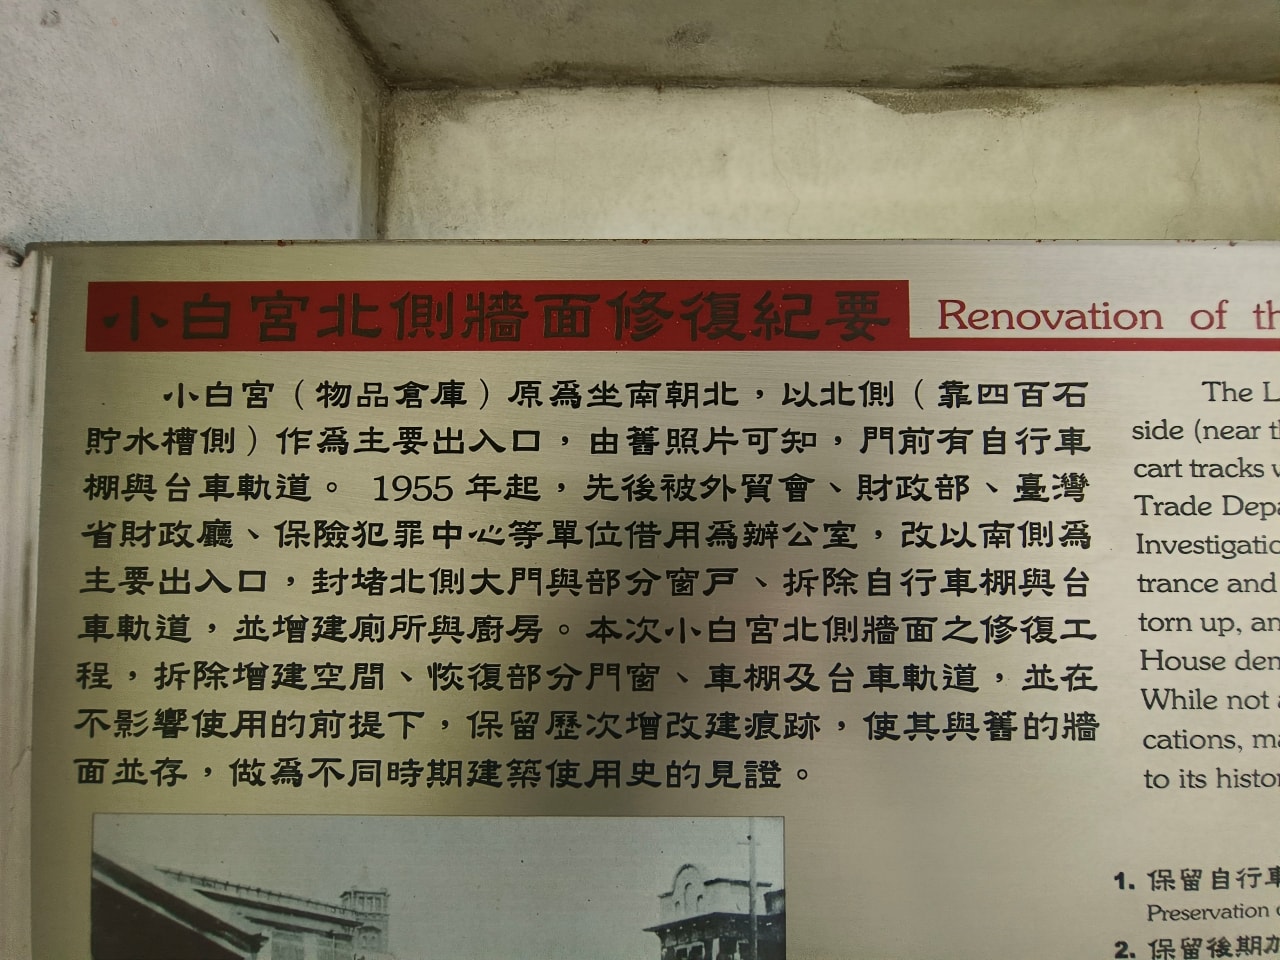 小白宮北側牆面修復紀要
Renovation of
小白宮（物品倉庫）原為坐南朝北，以北側（靠四百石
貯水槽側）作為主要出入口，由舊照片可知，門前有自行車
棚與台車軌道。 1955 年起，先後被外貿會、財政部、臺灣
省財政廳、保險犯罪中心等單位借用為辦公室，改以南側為
主要出入口，封堵北側大門與部分窗戶、拆除自行車棚與台
車軌道，並增建廁所與廚房。本次小白宮北側牆面之修復工
程，拆除增建空間、恢復部分門窗、車棚及台車軌道，並在
不影響使用的前提下，保留歷次增改建痕跡，使其與舊的牆
面並存，做為不同時期建築使用史的見證。
The
side (near
cart tracks
Trade
Investigation
trance and
torn up,
House
While not
cations,
to its
1. 保留自行車
Preservation
2. 保留後期加